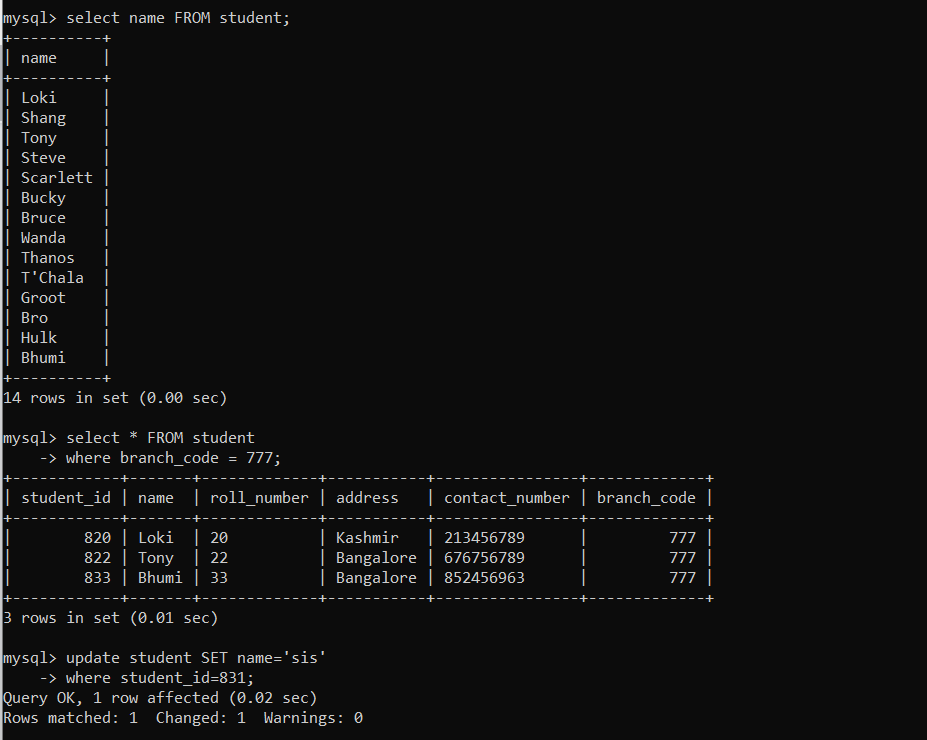 mysql> select name FROM student;
+----------+
| name     |
+----------+
| Loki     |
| Shang    |
| Tony     |
| Steve    |
| Scarlett |
| Bucky    |
| Bruce    |
| Wanda    |
| Thanos   |
| T'Chala  |
| Groot    |
| Bro      |
| Hulk     |
| Bhumi    |
+----------+
14 rows in set (0.00 sec)

mysql> select * FROM student
    -> where branch_code = 777;
+------------+-------+-------------+-----------+----------------+-------------+
| student_id | name  | roll_number | address   | contact_number | branch_code |
+------------+-------+-------------+-----------+----------------+-------------+
|        820 | Loki  | 20          | Kashmir   | 213456789      |         777 |
|        822 | Tony  | 22          | Bangalore | 676756789      |         777 |
|        833 | Bhumi | 33          | Bangalore | 852456963      |         777 |
+------------+-------+-------------+-----------+----------------+-------------+
3 rows in set (0.01 sec)

mysql> update student SET name='sis'
    -> where student_id=831;
Query OK, 1 row affected (0.02 sec)
Rows matched: 1  Changed: 1  Warnings: 0